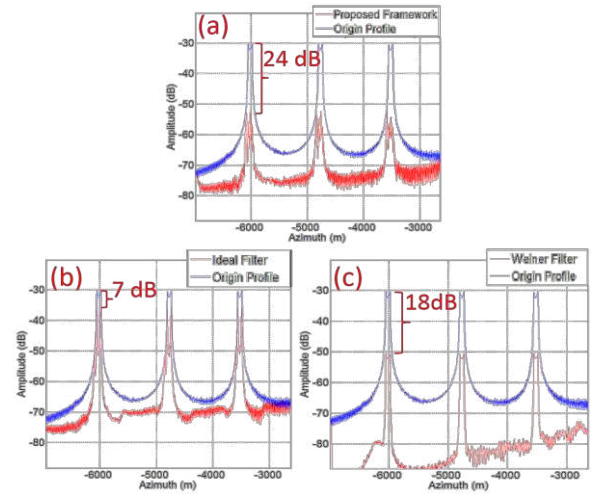 (a)
Proposed Framework
Origin Profile
24 dB
-30
-40
-50
-60
-70
-80
Amplitude (dB)
-6000 -5000 -4000 -3000
Azimuth (m)
(b)
Ideal Filter
Origin Profile
7 dB
-30
-40
-50
-60
-70
-80
Amplitude (dB)
-6000 -5000 -4000 -3000
Azimuth (m)
(c)
Weiner Filter
Origin Profile
18dB
-30
-40
-50
-60
-70
-80
Amplitude (dB)
-6000 -5000 -4000 -3000
Azimuth (m)